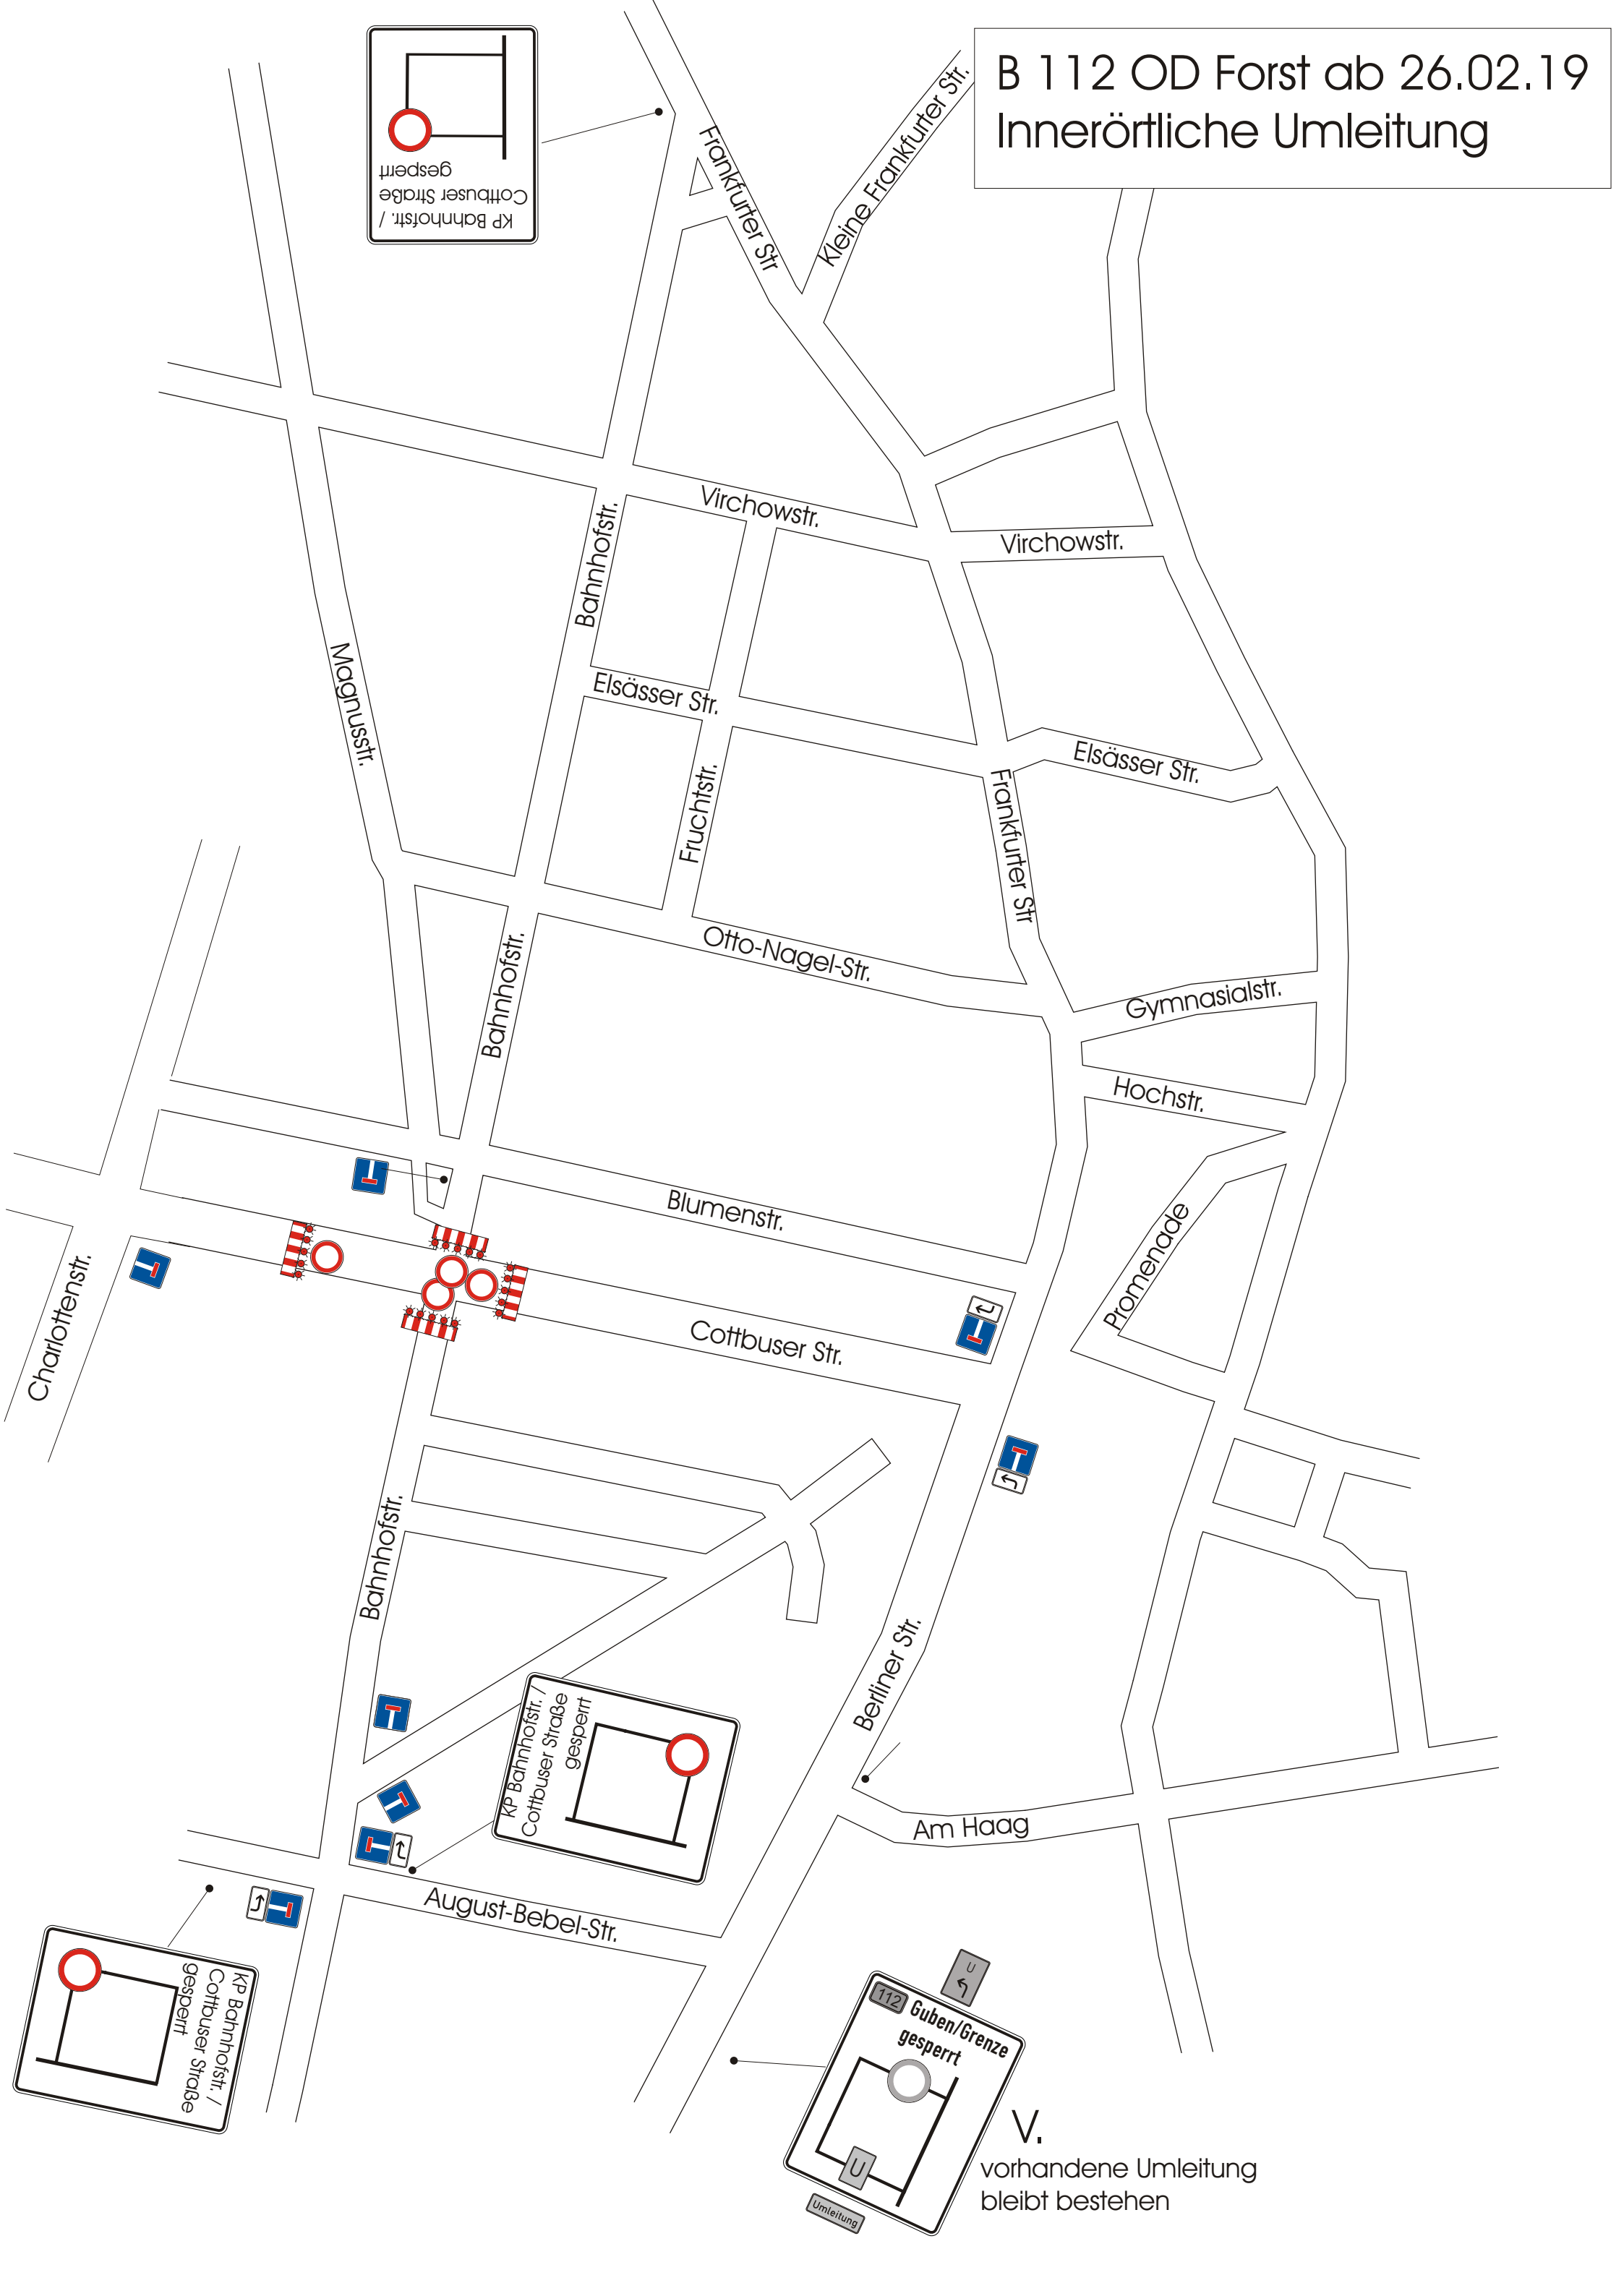 B 112 OD Forst ab 26.02.19
Innerörtliche Umleitung
KP Bahnhofstr. /
Cottbuser Straße
gesperrt
Frankfurter Str
Kleine Frankfurter Str.
Virchowstr.
Virchowstr.
Bahnhofstr.
Magnusstr.
Elsässer Str.
Elsässer Str.
Fruchtstr.
Frankfurter Str
Otto-Nagel-Str.
Bahnhofstr.
Gymnasialstr.
Hochstr.
Blumenstr.
Promenade
Charlottenstr.
Cottbuser Str.
Bahnhofstr.
Berliner Str.
KP Bahnhofstr. /
Cottbuser Straße
gesperrt
Am Haag
August-Bebel-Str.
KP Bahnhofstr. /
Cottbuser Straße
gesperrt
U
112 Guben/Grenze
gesperrt
U
Umleitung
V.
vorhandene Umleitung
bleibt bestehen